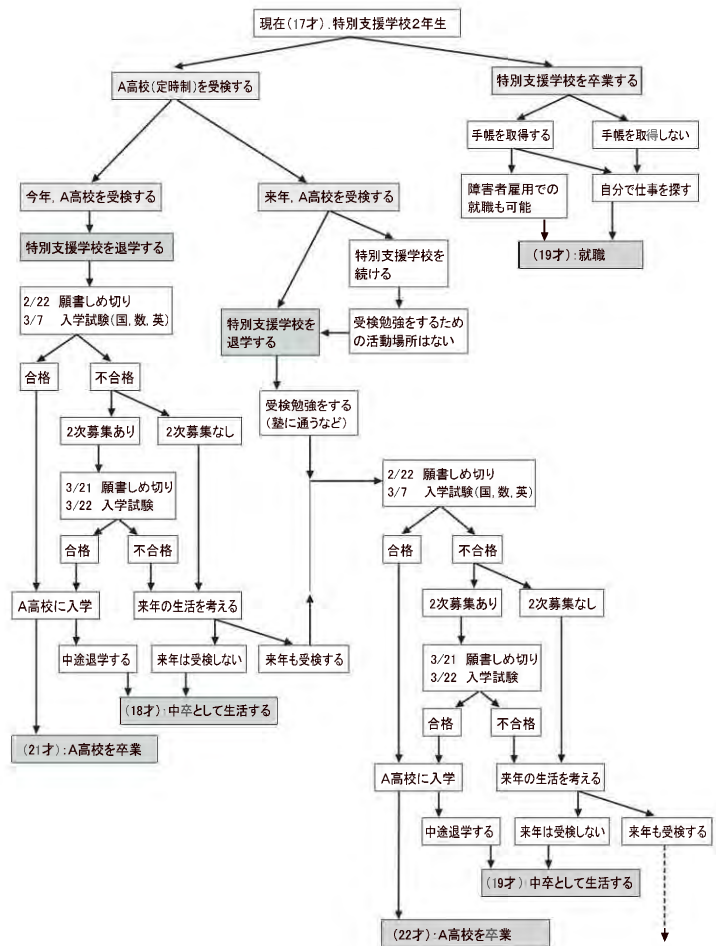 現在(17才).特別支援学校2年生
A高校(定時制)を受検する
特別支援学校を卒業する
手帳を取得する
手帳を取得しない
障害者雇用での
就職も可能
自分で仕事を探す
(19才):就職
今年,A高校を受検する
来年,A高校を受検する
特別支援学校を退学する
特別支援学校を
続ける
2/22 願書しめ切り
3/7 入学試験(国,数,英)
特別支援学校を
退学する
受検勉強をするため
の活動場所はない
合格
不合格
受検勉強をする
(塾に通うなど)
2次募集あり
2次募集なし
3/21 願書しめ切り
3/22 入学試験
合格
不合格
A高校に入学
来年の生活を考える
中途退学する
来年は受検しない
来年も受検する
(18才):中卒として生活する
(21才):A高校を卒業
2/22 願書しめ切り
3/7 入学試験(国,数,英)
合格
不合格
2次募集あり
2次募集なし
3/21 願書しめ切り
3/22 入学試験
合格
不合格
A高校に入学
来年の生活を考える
中途退学する
来年は受検しない
来年も受検する
(19才):中卒として生活する
(22才):A高校を卒業